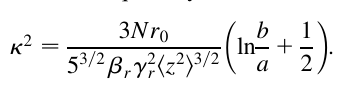 κ² = 3Nr₀ / (5^{3/2} β_r γ_r² ⟨z²⟩^{3/2}) (ln b/a + 1/2).